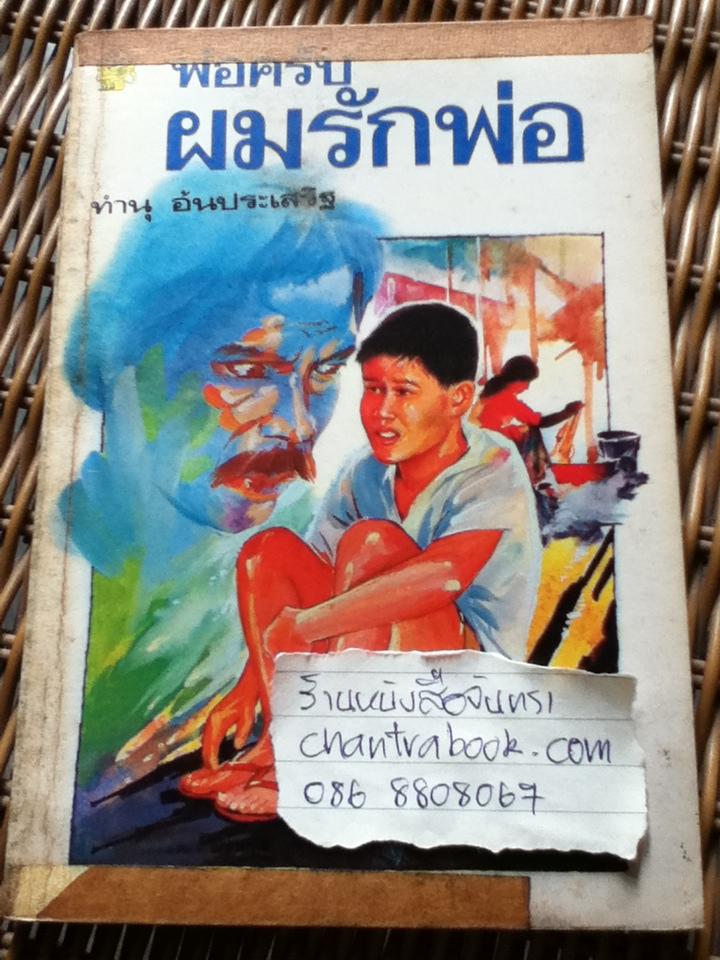 พ่อครับ
ผมรักพ่อ
ทำนุ อ้นประเสริฐ
ร้านหนังสือจันทรา
chantrabook.com
086 8808067